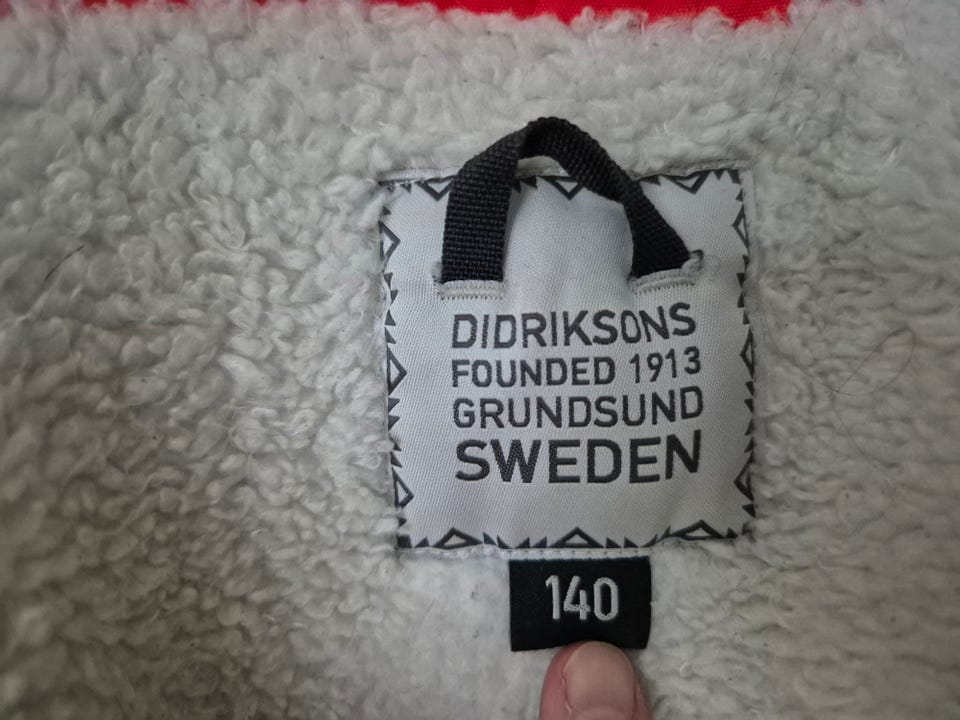 DIDRIKSONS
FOUNDED 1913
GRUNDSUND
SWEDEN
140